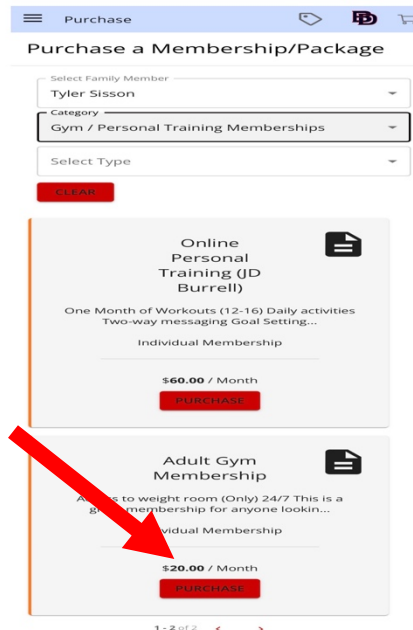 Purchase
Purchase a Membership/Package
Select Family Member
Tyler Sisson
Category
Gym / Personal Training Memberships
Select Type
CLEAR
Online
Personal
Training (JD
Burrell)
One Month of Workouts (12-16) Daily activities
Two-way messaging Goal Setting...
Individual Membership
$60.00 / Month
PURCHASE
Adult Gym
Membership
to weight room (Only) 24/7 This is a
membership for anyone lookin...
Membership
$20.00 / Month
PURCHASE
1 - 2 of 2